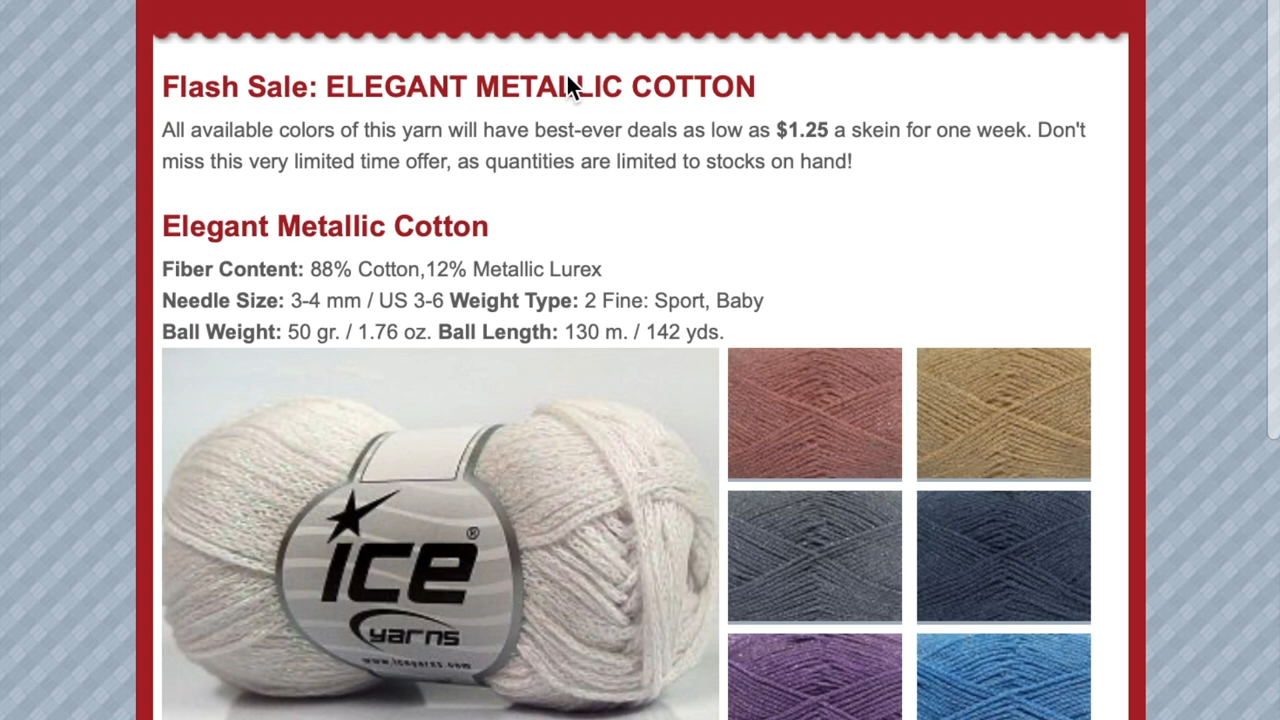 Flash Sale: ELEGANT METALLIC COTTON
All available colors of this yarn will have best-ever deals as low as $1.25 a skein for one week. Don't
miss this very limited time offer, as quantities are limited to stocks on hand!
Elegant Metallic Cotton
Fiber Content: 88% Cotton,12% Metallic Lurex
Needle Size: 3-4 mm / US 3-6 Weight Type: 2 Fine: Sport, Baby
Ball Weight: 50 gr. / 1.76 oz. Ball Length: 130 m. / 142 yds.
ice®
yarns
www.iceyarns.com